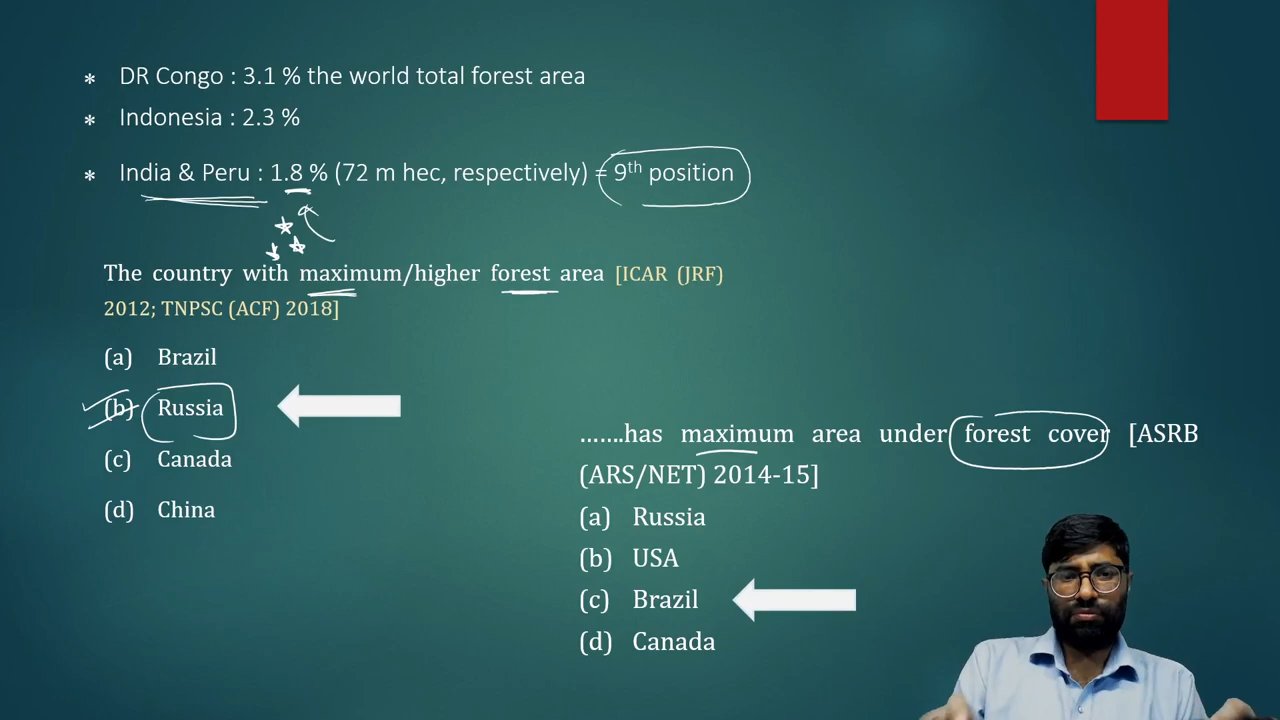 * DR Congo : 3.1 % the world total forest area
* Indonesia : 2.3 %
* India & Peru : 1.8 % (72 m hec, respectively) = 9th position
The country with maximum/higher forest area [ICAR (JRF)
2012; TNPSC (ACF) 2018]
(a) Brazil
(b) Russia
(c) Canada
(d) China
.......has maximum area under forest cover [ASRB
(ARS/NET) 2014-15]
(a) Russia
(b) USA
(c) Brazil
(d) Canada